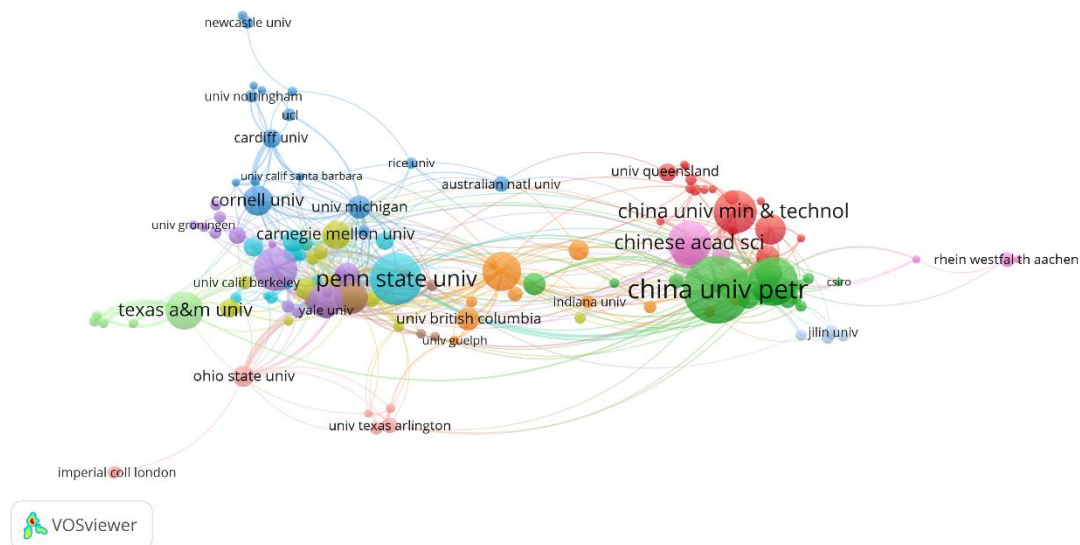 newcastle univ
univ nottingham
ucl
cardiff univ
rice univ
univ calif santa barbara
australian natl univ
univ queensland
cornell univ
univ michigan
china univ min & technol
univ groningen
carnegie mellon univ
chinese acad sci
rhein westfal th aachen
univ calif berkeley
penn state univ
csiro
china univ petr
texas a&m univ
yale univ
indiana univ
univ british columbia
univ guelph
jilin univ
ohio state univ
univ texas arlington
imperial coll london
VOSviewer